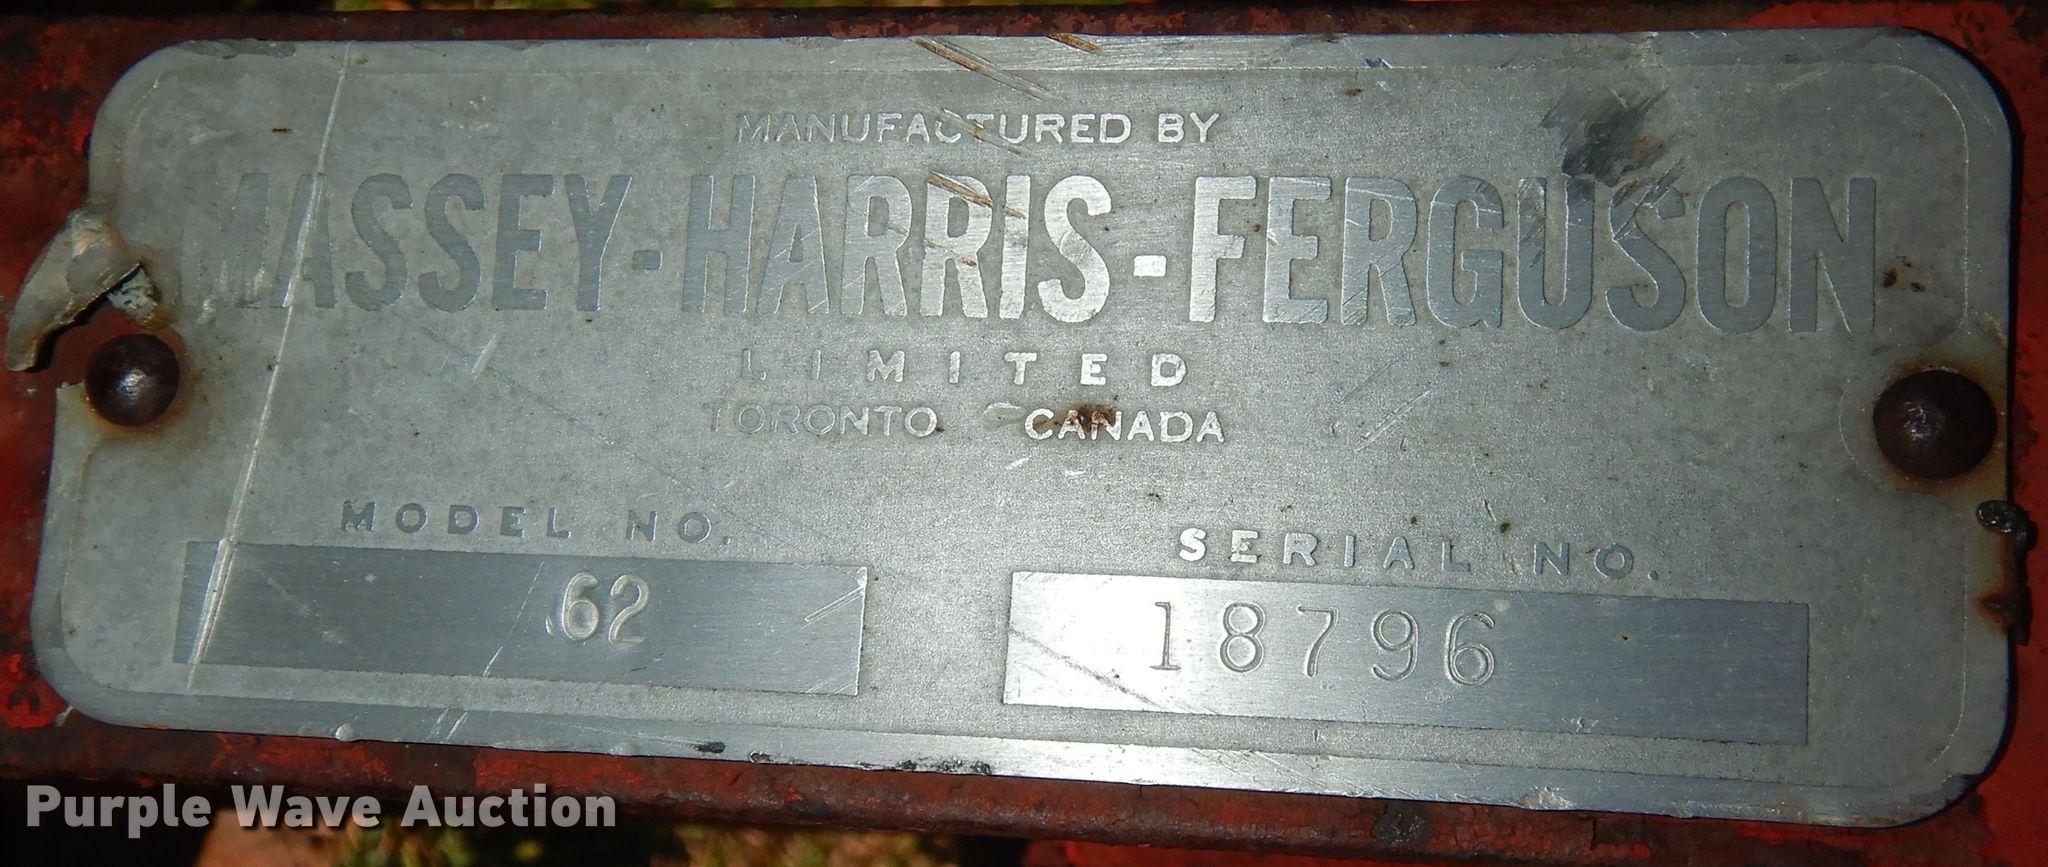 MANUFACTURED BY
MASSEY-HARRIS-FERGUSON
LIMITED
TORONTO CANADA
MODEL NO. SERIAL NO.
62 18796
Purple Wave Auction